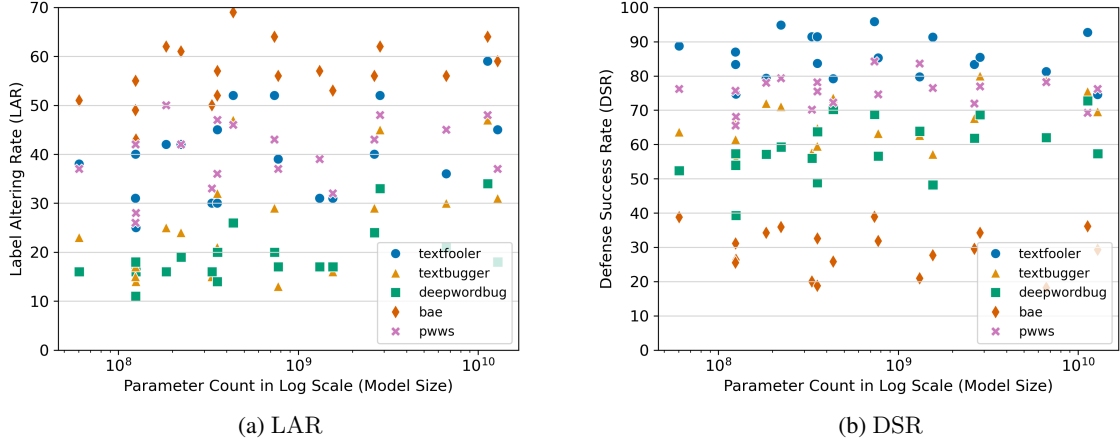 70
60
50
40
30
20
10
0
Label Altering Rate (LAR)
10^8
10^9
10^10
Parameter Count in Log Scale (Model Size)
textfooler
textbugger
deepwordbug
bae
pwws
(a) LAR
100
90
80
70
60
50
40
30
20
10
0
Defense Success Rate (DSR)
10^8
10^9
10^10
Parameter Count in Log Scale (Model Size)
textfooler
textbugger
deepwordbug
bae
pwws
(b) DSR